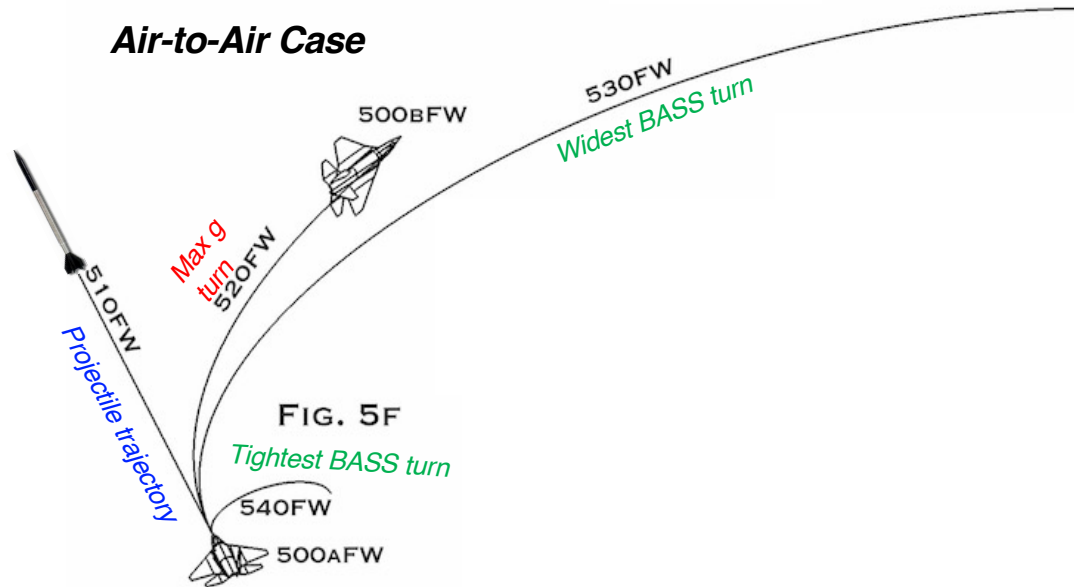 Air-to-Air Case
530FW
Widest BASS turn
500BFW
Max g
turn
520FW
510FW
Projectile trajectory
FIG. 5F
Tightest BASS turn
540FW
500AFW